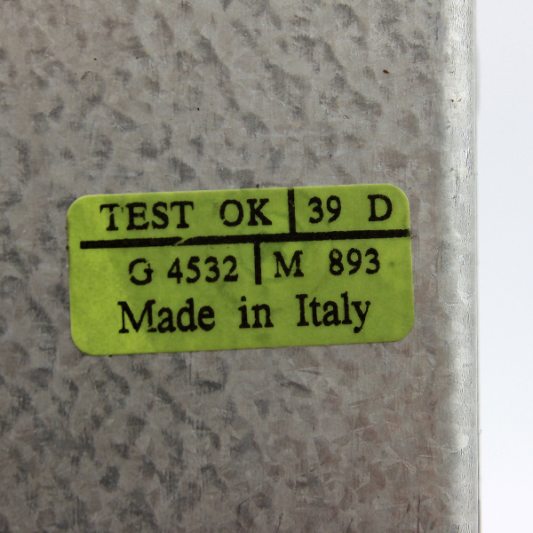 TEST OK 39 D
G 4532 M 893
Made in Italy